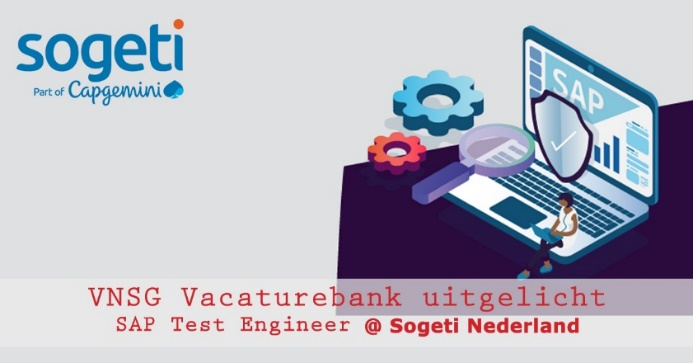 sogeti
Part of Capgemini
SAP
VNSG Vacaturebank uitgelicht
SAP Test Engineer @ Sogeti Nederland